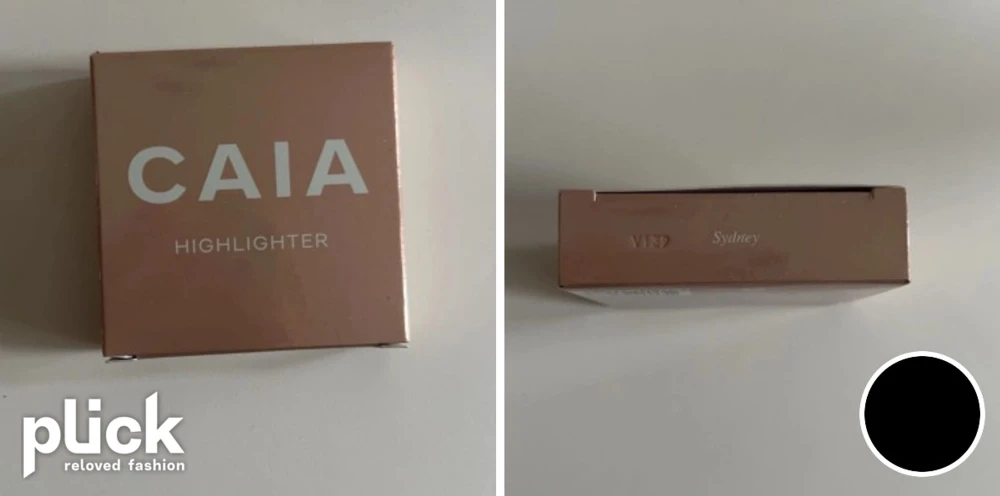 CAIA
HIGHLIGHTER
Sydney
plick
reloved fashion